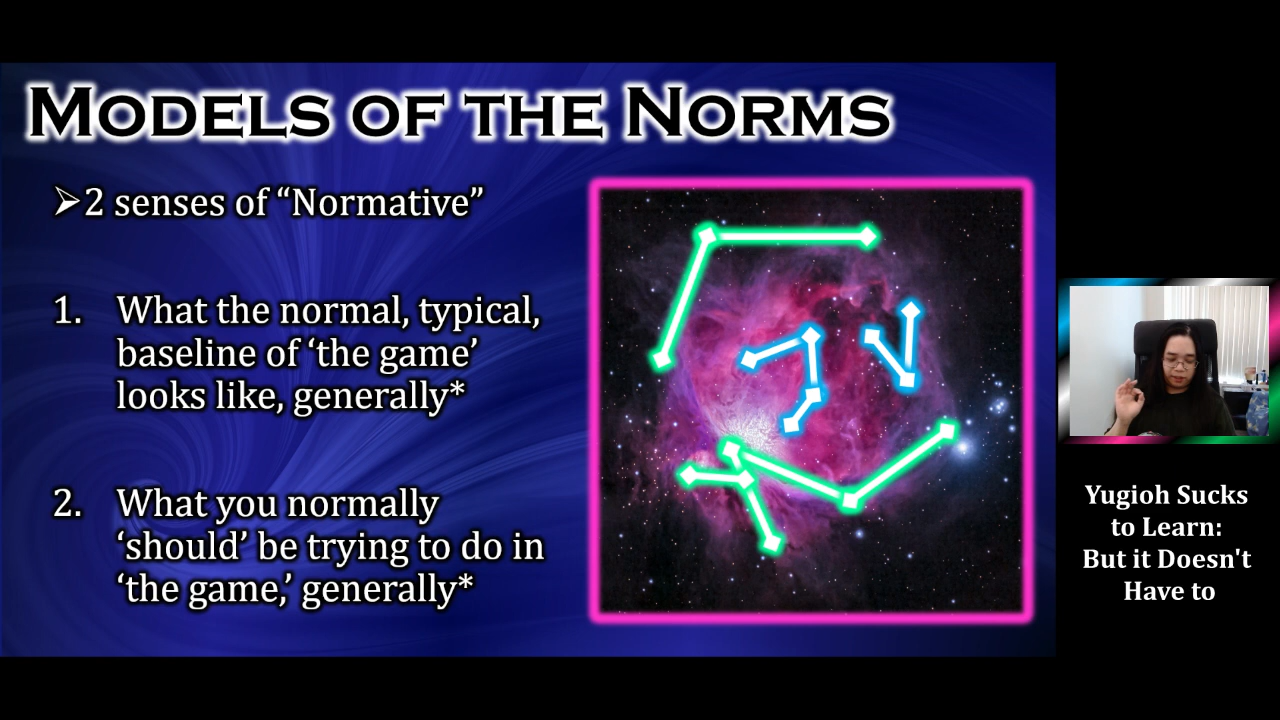 MODELS OF THE NORMS
➢2 senses of “Normative”
1. What the normal, typical,
baseline of ‘the game’
looks like, generally*
2. What you normally
‘should’ be trying to do in
‘the game,’ generally*
Yugioh Sucks
to Learn:
But it Doesn't
Have to